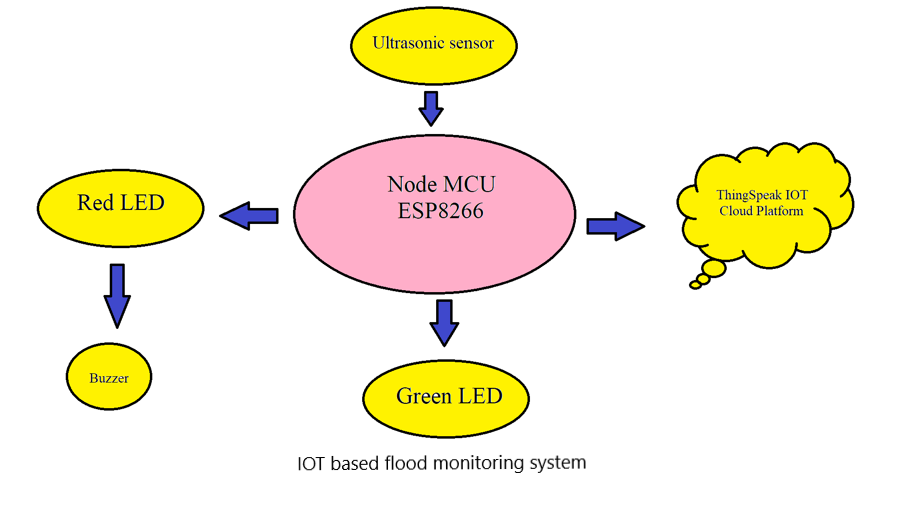 Ultrasonic sensor
Node MCU
ESP8266
Red LED
ThingSpeak IOT
Cloud Platform
Buzzer
Green LED
IOT based flood monitoring system